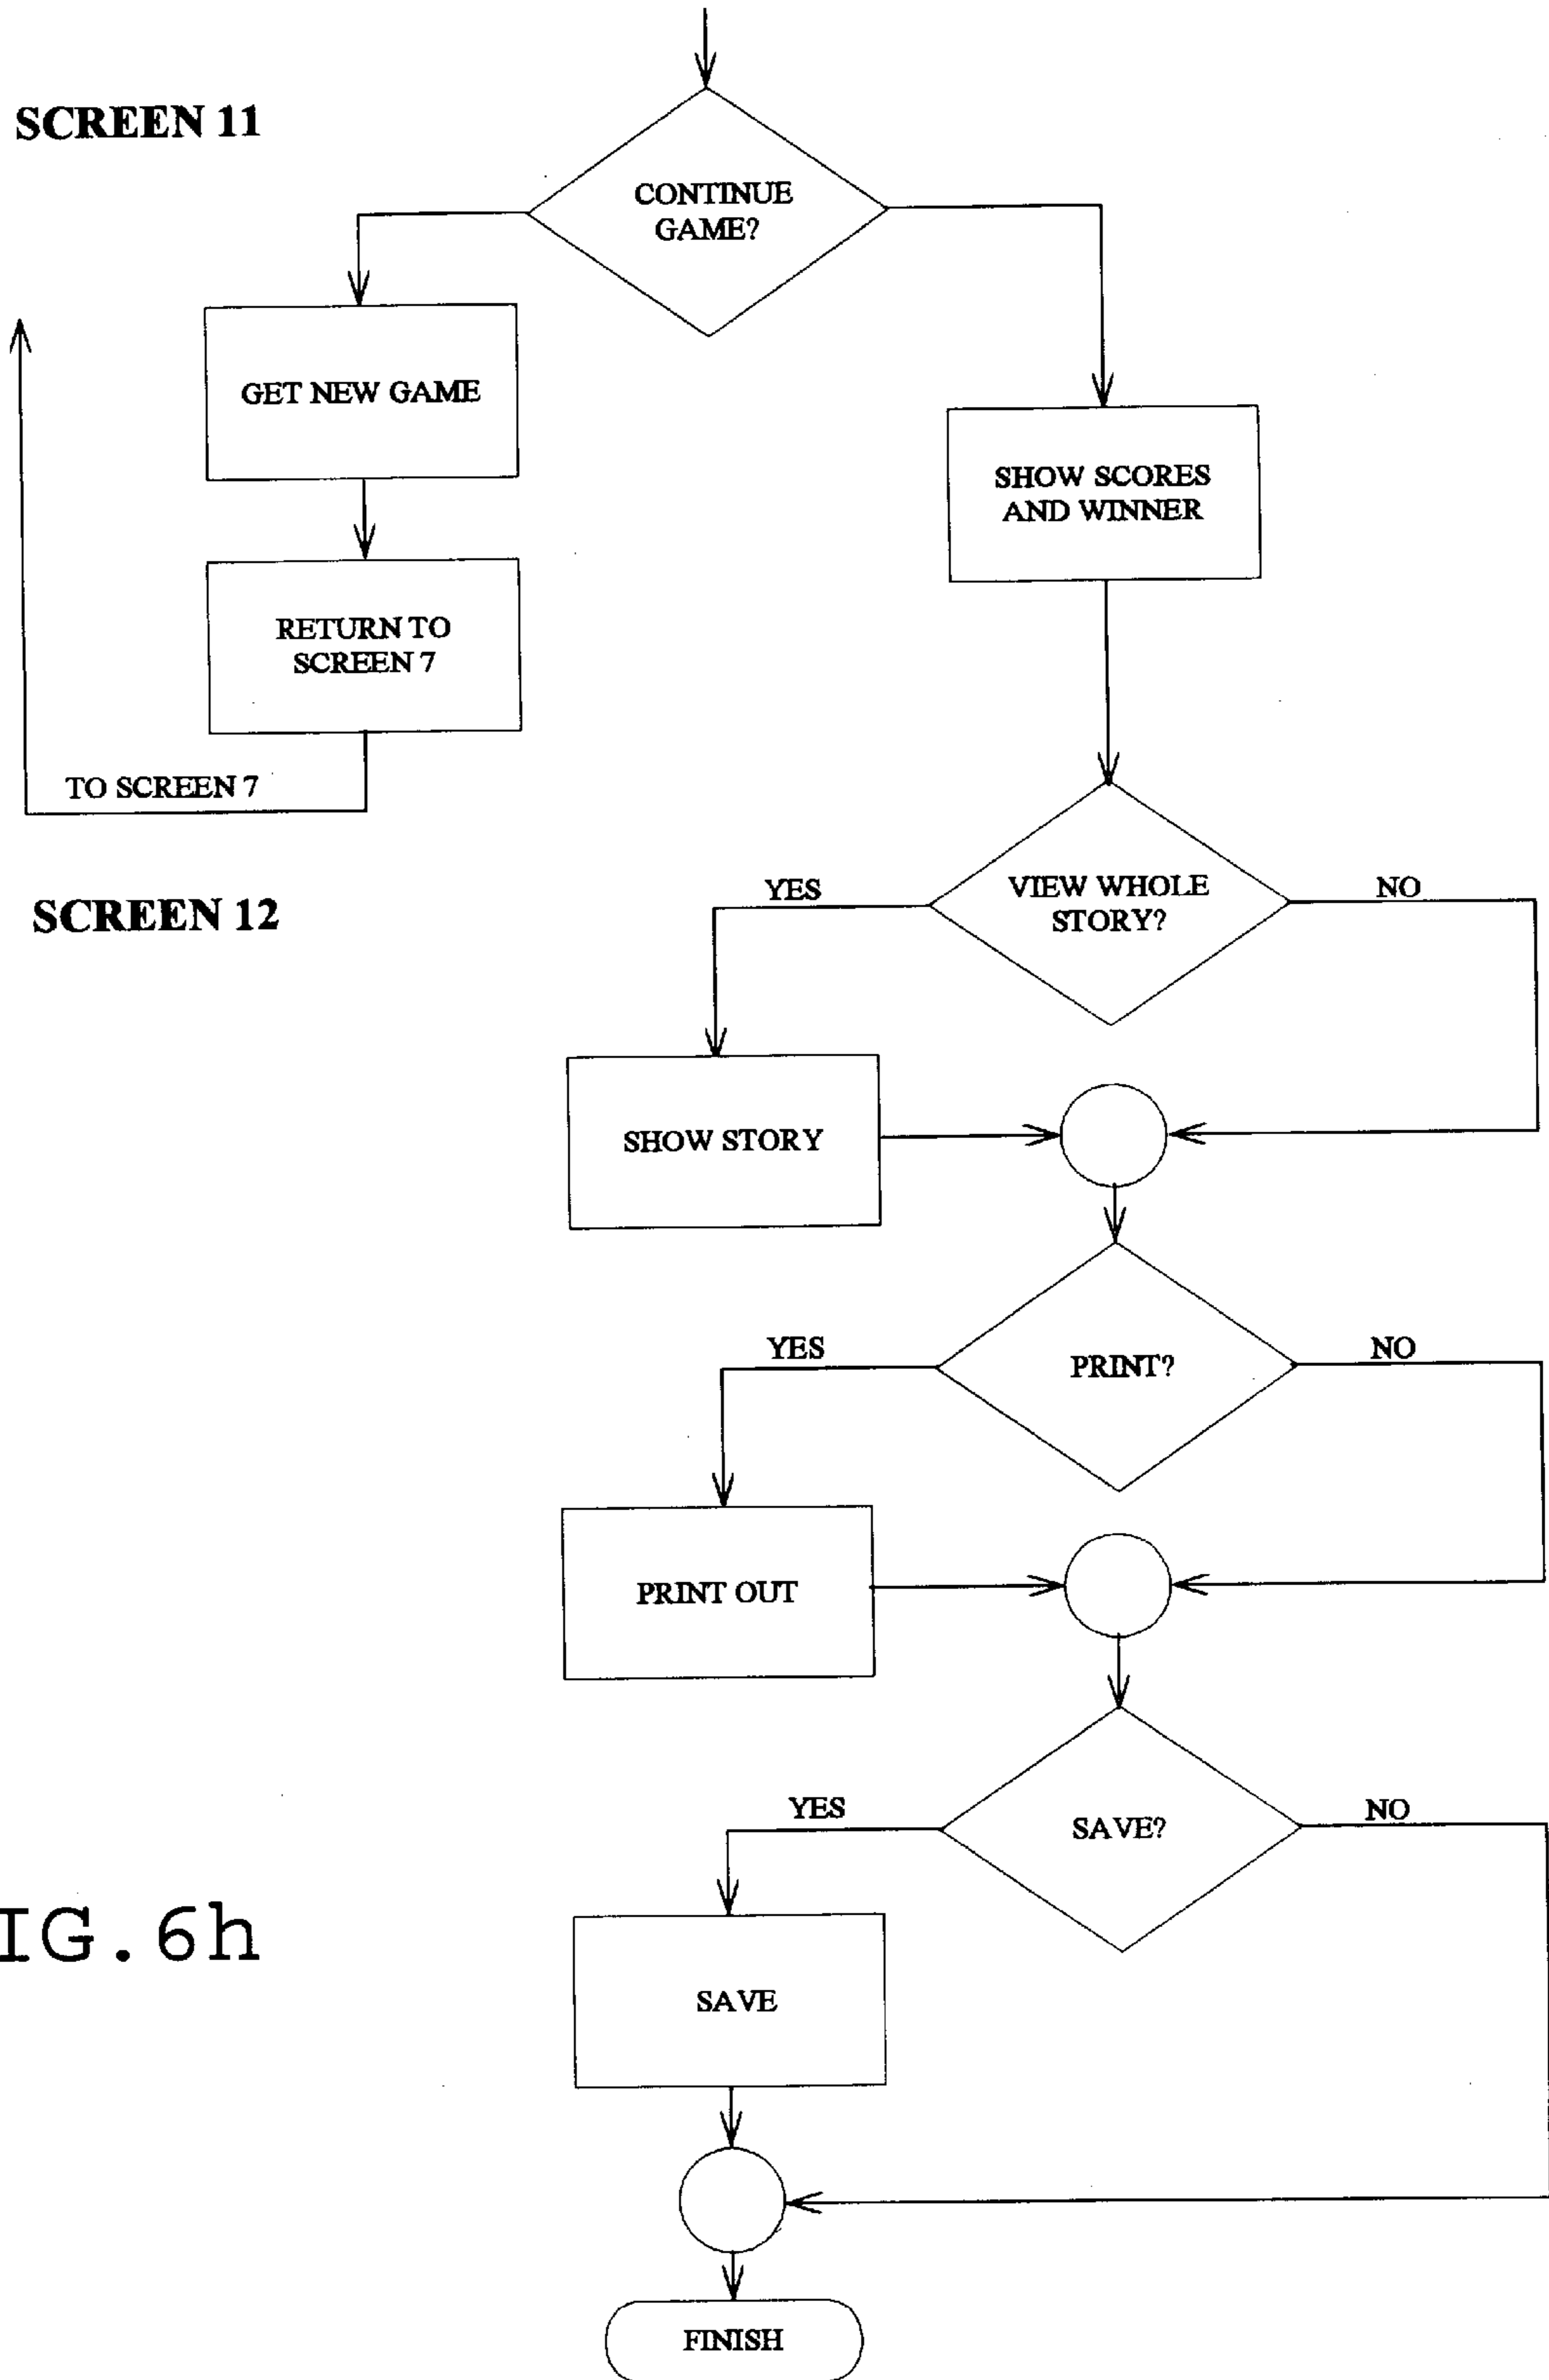 SCREEN 11
CONTINUE
GAME?
GET NEW GAME
SHOW SCORES
AND WINNER
RETURN TO
SCREEN 7
TO SCREEN 7
SCREEN 12
YES
VIEW WHOLE
STORY?
NO
SHOW STORY
YES
PRINT?
NO
PRINT OUT
YES
SAVE?
NO
IG.6h
SAVE
FINISH